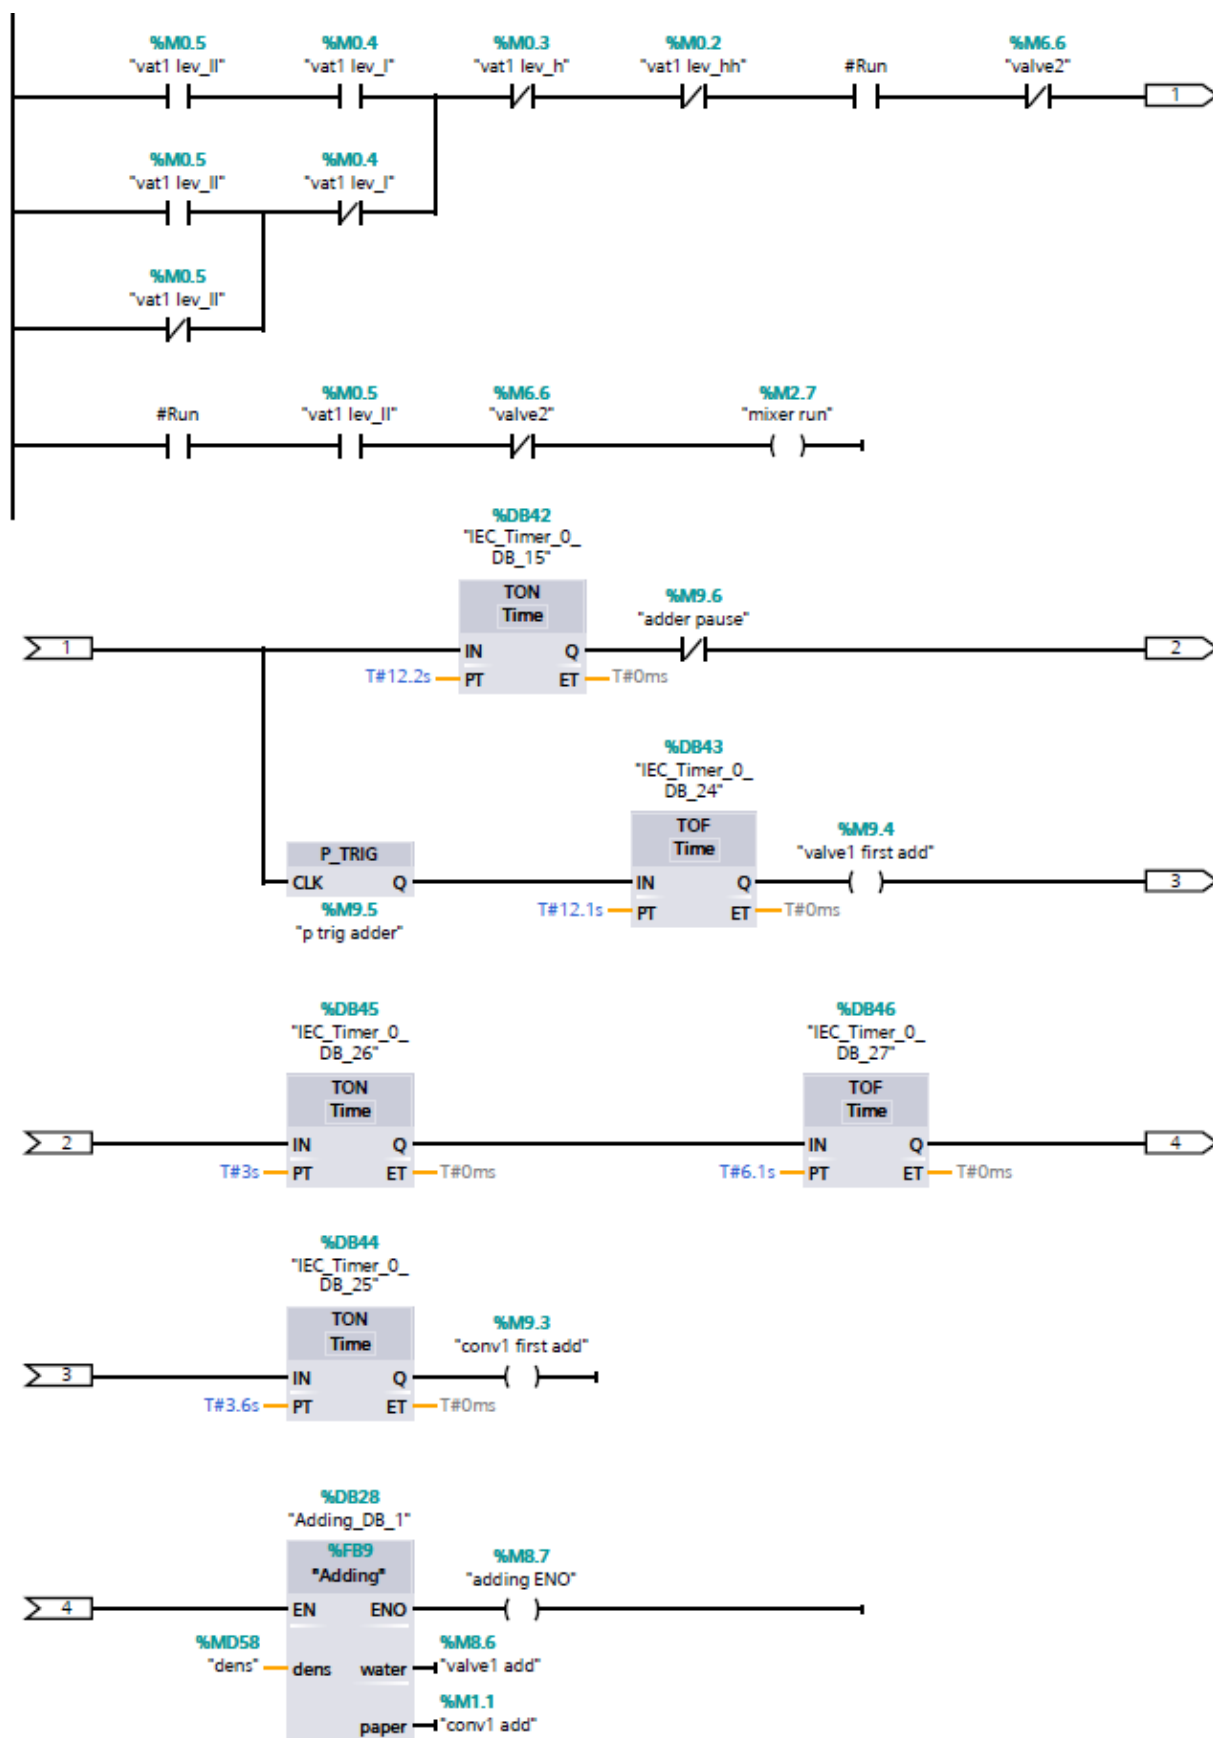 %M0.5 %M0.4 %M0.3 %M0.2 %M6.6
"vat1 lev_ll" "vat1 lev_l" "vat1 lev_h" "vat1 lev_hh" #Run "valve2"
1
%M0.5 %M0.4
"vat1 lev_ll" "vat1 lev_l"
%M0.5
"vat1 lev_ll"
%M0.5 %M6.6 %M2.7
#Run "vat1 lev_ll" "valve2" "mixer run"
%DB42
"IEC_Timer_0_
DB_15"
TON
Time
%M9.6
"adder pause"
1 IN Q 2
T#12.2s PT ET T#0ms
%DB43
"IEC_Timer_0_
DB_24"
TOF
Time
%M9.4
"valve1 first add"
P_TRIG
CLK Q IN Q 3
%M9.5
"p trig adder"
T#12.1s PT ET T#0ms
%DB45 %DB46
"IEC_Timer_0_ "IEC_Timer_0_
DB_26" DB_27"
TON TOF
Time Time
2 IN Q IN Q 4
T#3s PT ET T#0ms T#6.1s PT ET T#0ms
%DB44
"IEC_Timer_0_
DB_25"
TON
Time
%M9.3
"conv1 first add"
3 IN Q
T#3.6s PT ET T#0ms
%DB28
"Adding_DB_1"
%FB9
"Adding"
%M8.7
"adding ENO"
4 EN ENO
%MD58 %M8.6
"dens" dens water "valve1 add"
%M1.1
paper "conv1 add"